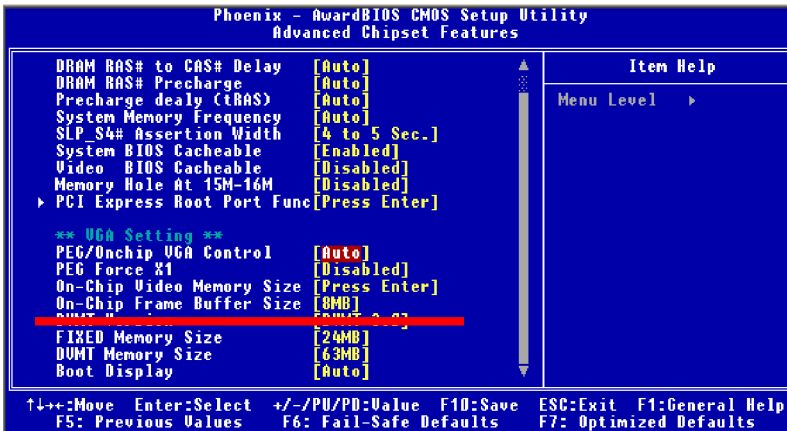 Phoenix - AwardBIOS CMOS Setup Utility
Advanced Chipset Features
DRAM RAS# to CAS# Delay [Auto]
DRAM RAS# Precharge [Auto]
Precharge dealy (tRAS) [Auto]
System Memory Frequency [Auto]
SLP_S4# Assertion Width [4 to 5 Sec.]
System BIOS Cacheable [Enabled]
Video BIOS Cacheable [Disabled]
Memory Hole At 15M-16M [Disabled]
PCI Express Root Port Func[Press Enter]
** VGA Setting **
PEG/Onchip VGA Control [Auto]
PEG Force X1 [Disabled]
On-Chip Video Memory Size [Press Enter]
On-Chip Frame Buffer Size [8MB]
FIXED Memory Size [24MB]
DVMT Memory Size [63MB]
Boot Display [Auto]
Item Help
Menu Level
↑↓→←:Move Enter:Select +/-/PU/PD:Value F10:Save ESC:Exit F1:General Help
F5: Previous Values F6: Fail-Safe Defaults F7: Optimized Defaults